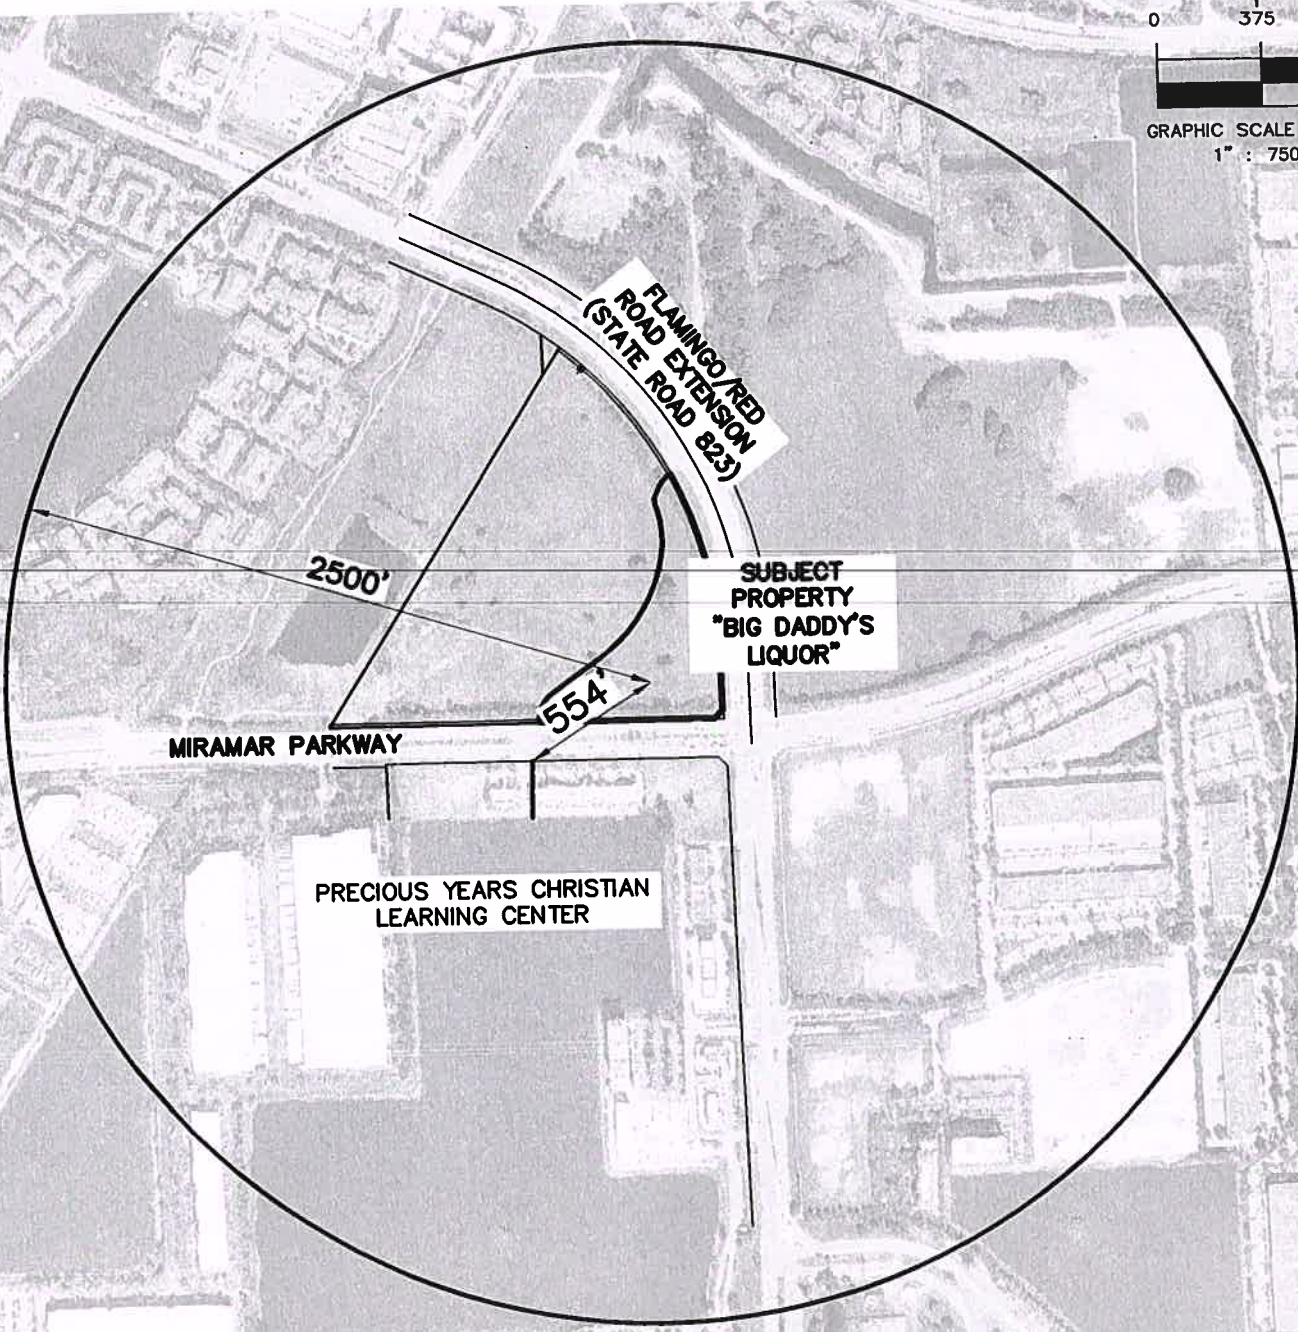 0 375
GRAPHIC SCALE
1" : 750
FLAMINGO/RED
ROAD EXTENSION
(STATE ROAD 823)
2500'
SUBJECT
PROPERTY
"BIG DADDY'S
LIQUOR"
554'
MIRAMAR PARKWAY
PRECIOUS YEARS CHRISTIAN
LEARNING CENTER